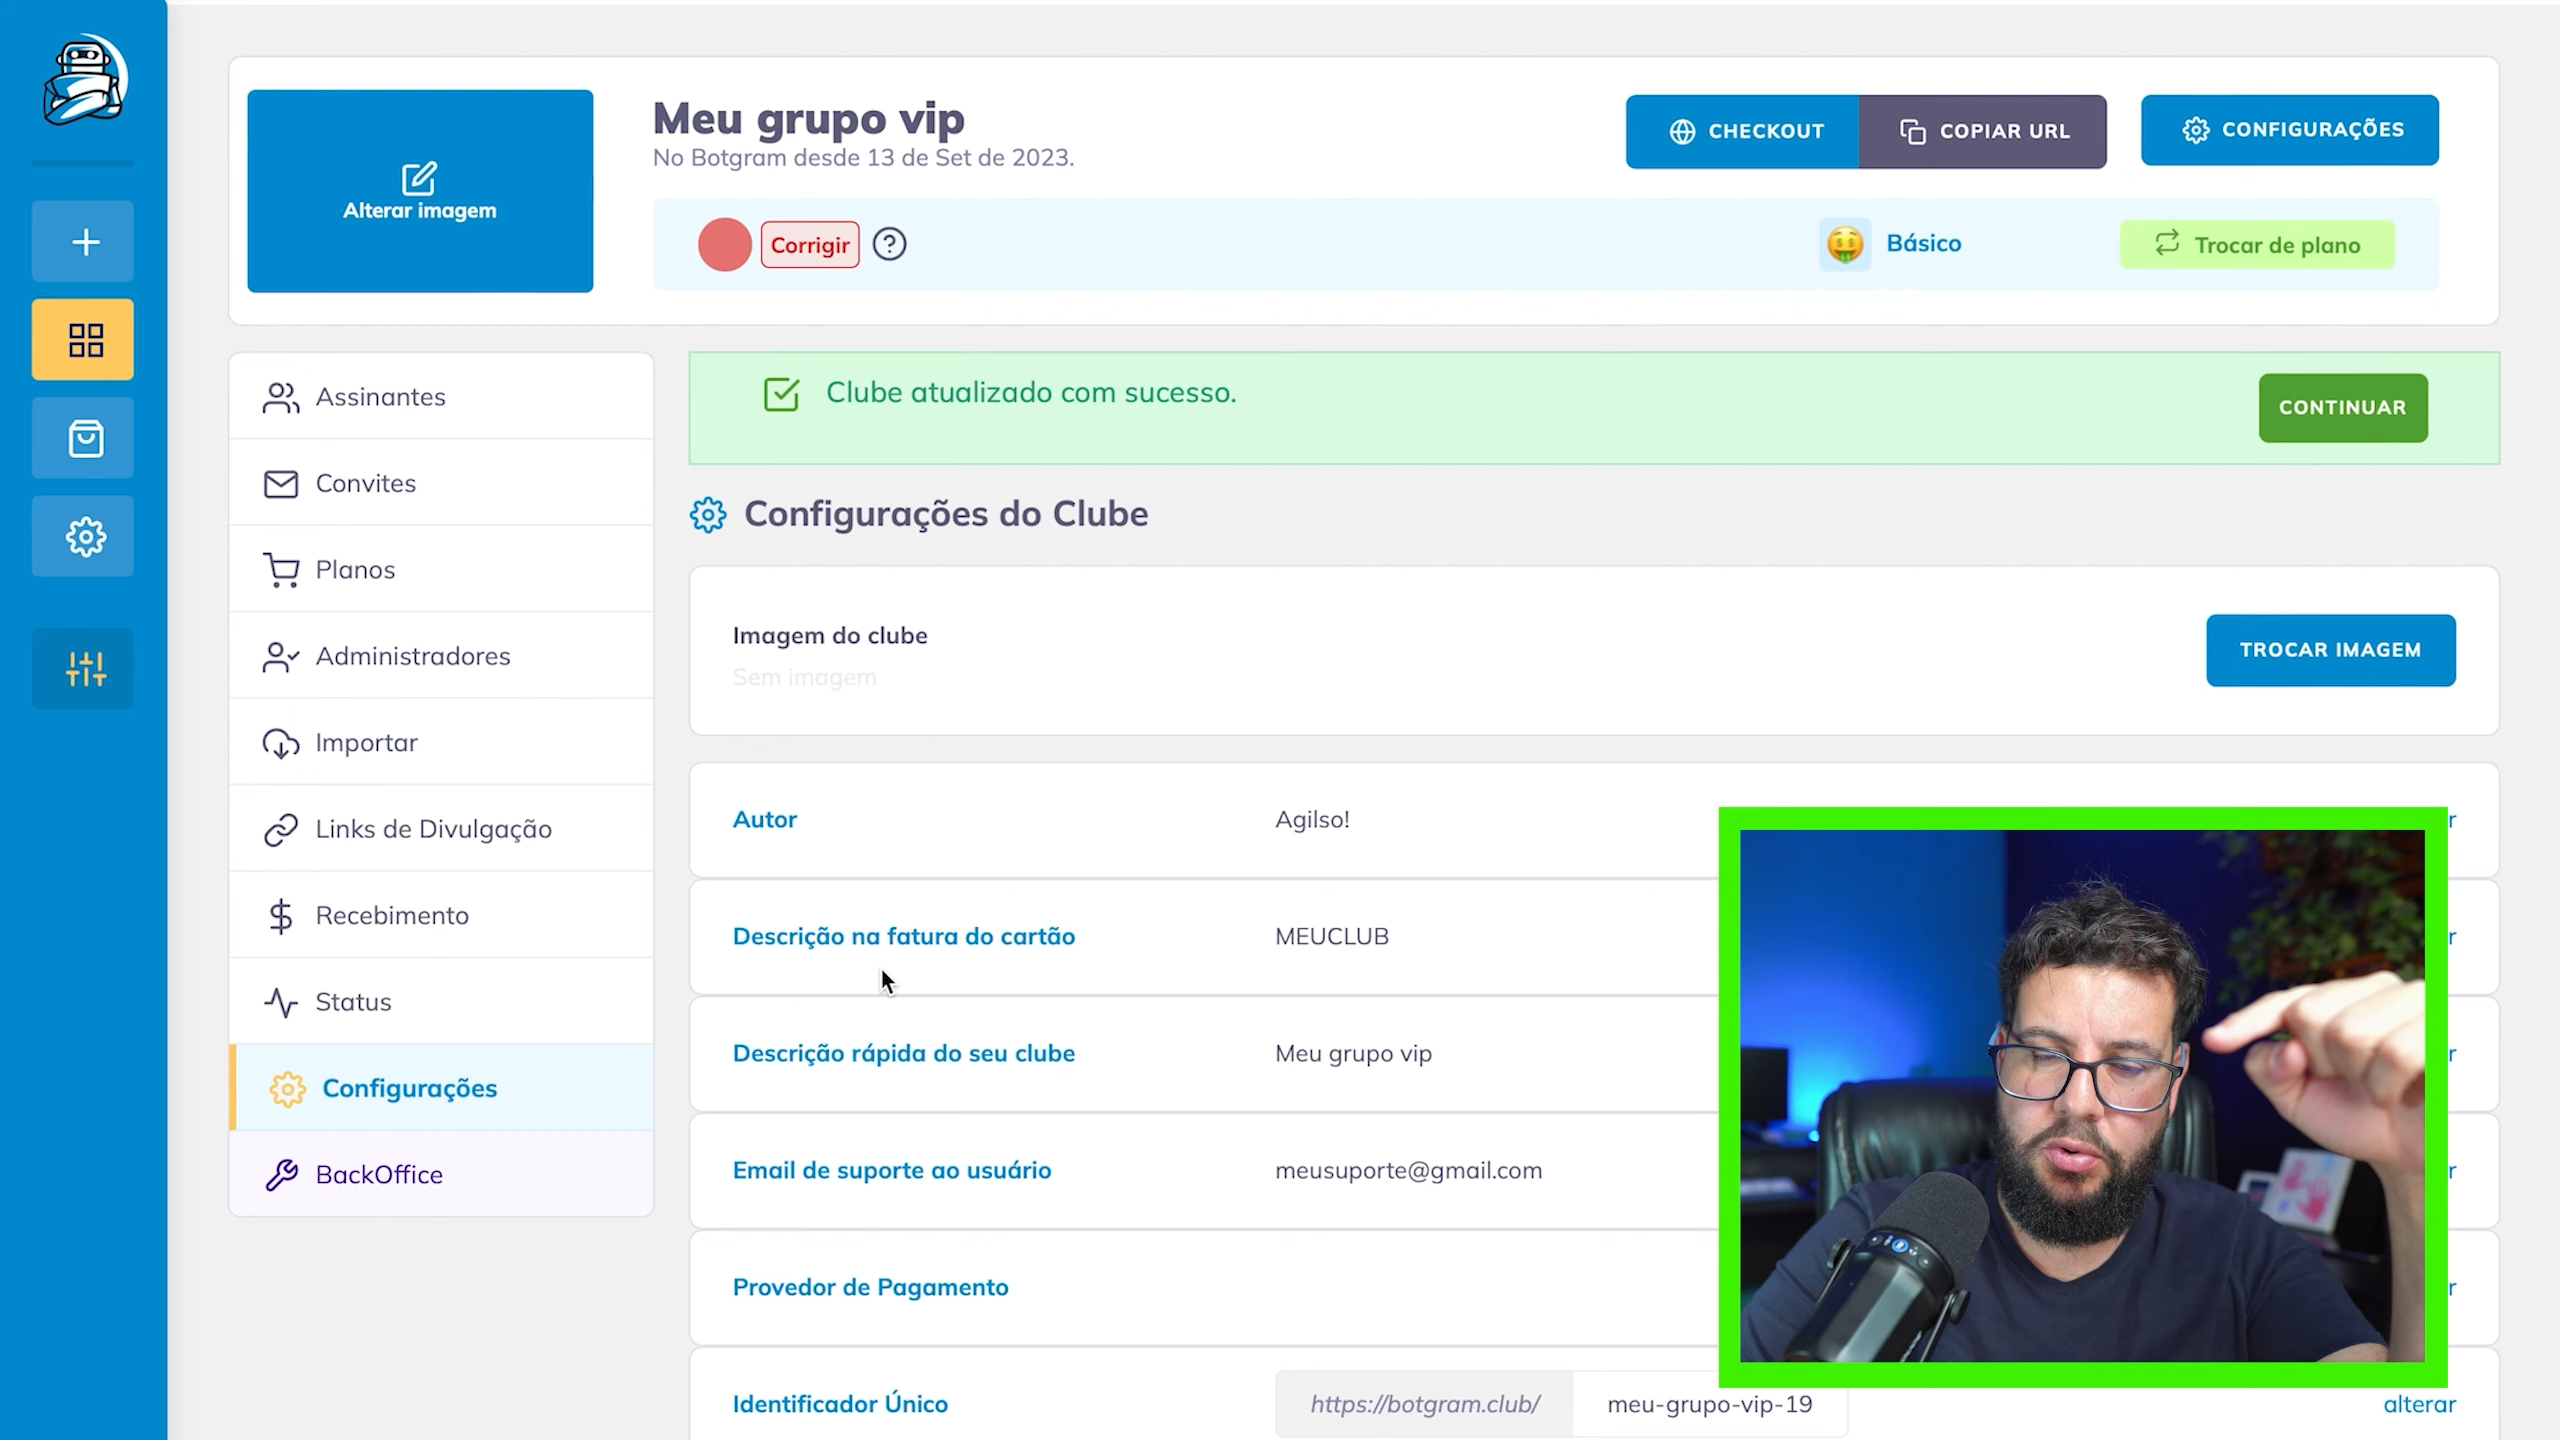 Alterar imagem
Meu grupo vip
No Botgram desde 13 de Set de 2023.
CHECKOUT
COPIAR URL
CONFIGURAÇÕES
Corrigir
Básico
Trocar de plano
Assinantes
Convites
Planos
Administradores
Importar
Links de Divulgação
Recebimento
Status
Configurações
BackOffice
Clube atualizado com sucesso.
CONTINUAR
Configurações do Clube
Imagem do clube
Sem imagem
TROCAR IMAGEM
Autor
Agilso!
Descrição na fatura do cartão
MEUCLUB
Descrição rápida do seu clube
Meu grupo vip
Email de suporte ao usuário
meusuporte@gmail.com
Provedor de Pagamento
Identificador Único
https://botgram.club/
meu-grupo-vip-19
alterar